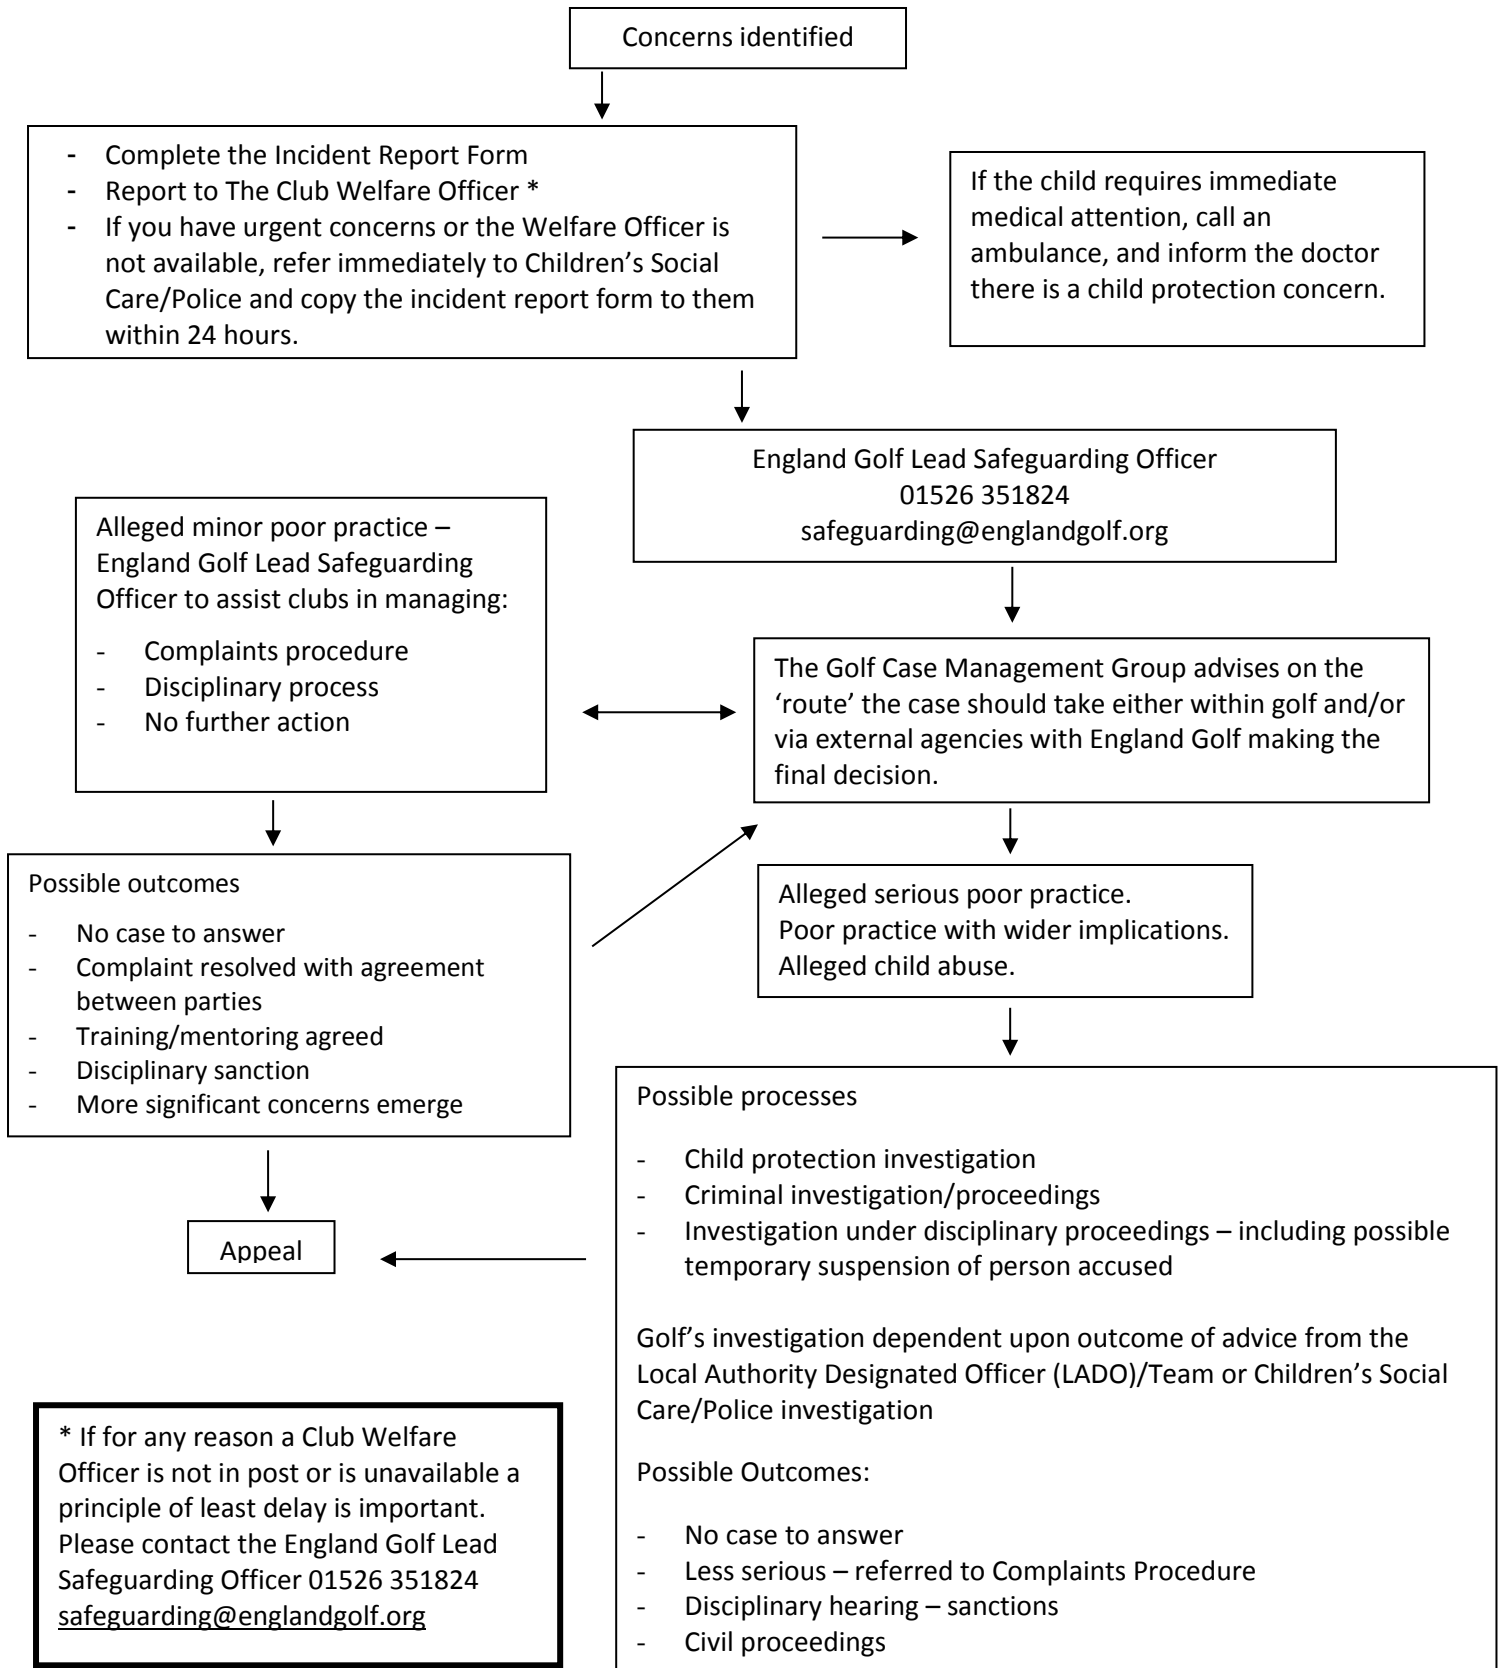 Concerns identified
- Complete the Incident Report Form
- Report to The Club Welfare Officer *
- If you have urgent concerns or the Welfare Officer is
not available, refer immediately to Children’s Social
Care/Police and copy the incident report form to them
within 24 hours.
If the child requires immediate
medical attention, call an
ambulance, and inform the doctor
there is a child protection concern.
England Golf Lead Safeguarding Officer
01526 351824
safeguarding@englandgolf.org
Alleged minor poor practice –
England Golf Lead Safeguarding
Officer to assist clubs in managing:
- Complaints procedure
- Disciplinary process
- No further action
The Golf Case Management Group advises on the
‘route’ the case should take either within golf and/or
via external agencies with England Golf making the
final decision.
Possible outcomes
- No case to answer
- Complaint resolved with agreement
between parties
- Training/mentoring agreed
- Disciplinary sanction
- More significant concerns emerge
Alleged serious poor practice.
Poor practice with wider implications.
Alleged child abuse.
Appeal
Possible processes
- Child protection investigation
- Criminal investigation/proceedings
- Investigation under disciplinary proceedings – including possible
temporary suspension of person accused
Golf’s investigation dependent upon outcome of advice from the
Local Authority Designated Officer (LADO)/Team or Children’s Social
Care/Police investigation
Possible Outcomes:
- No case to answer
- Less serious – referred to Complaints Procedure
- Disciplinary hearing – sanctions
- Civil proceedings
* If for any reason a Club Welfare
Officer is not in post or is unavailable a
principle of least delay is important.
Please contact the England Golf Lead
Safeguarding Officer 01526 351824
safeguarding@englandgolf.org